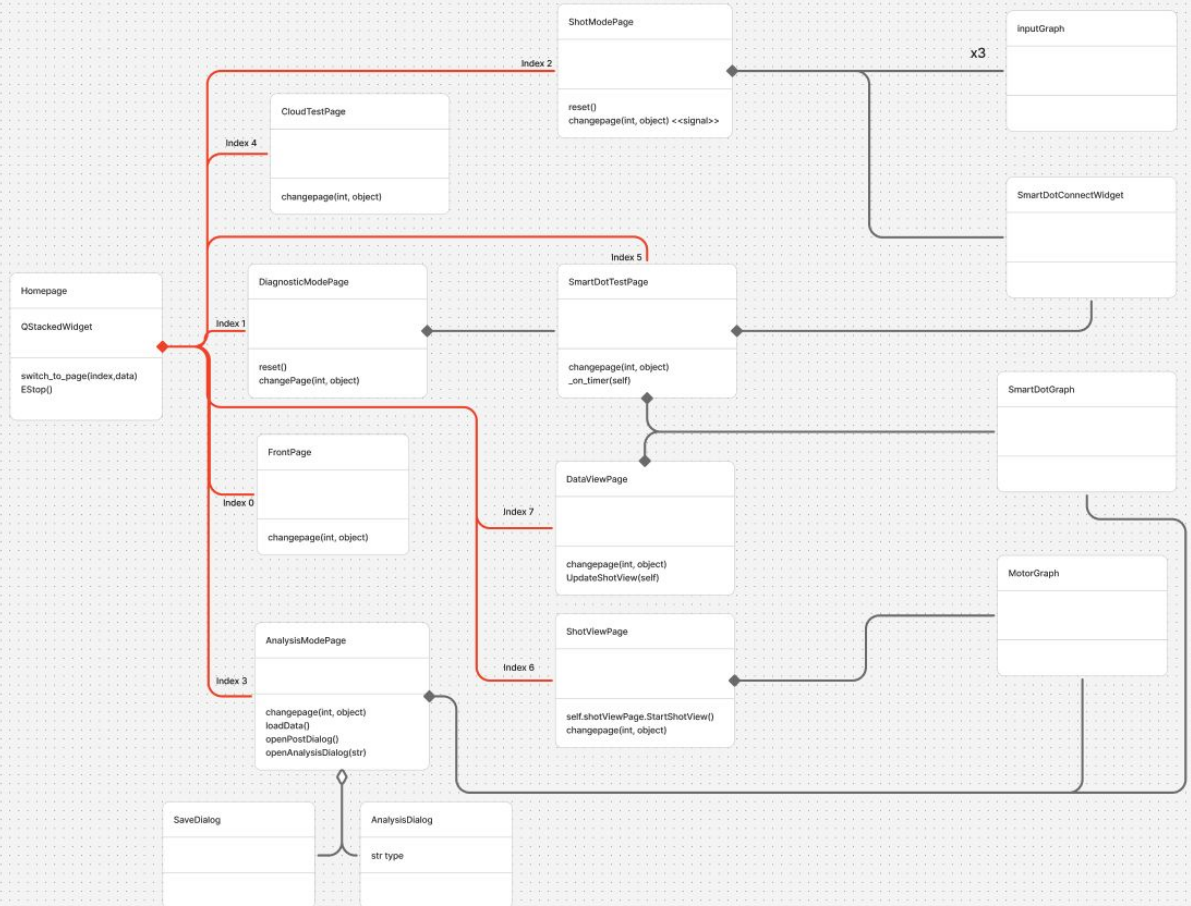 ShotModePage
reset()
changepage(int, object) <<signal>>
Index 2
x3
inputGraph
CloudTestPage
changepage(int, object)
Index 4
SmartDotConnectWidget
Index 5
Homepage
QStackedWidget
switch_to_page(index,data)
EStop()
Index 1
DiagnosticModePage
reset()
changePage(int, object)
SmartDotTestPage
changepage(int, object)
_on_timer(self)
SmartDotGraph
FrontPage
changepage(int, object)
Index 0
DataViewPage
changepage(int, object)
UpdateShotView(self)
Index 7
MotorGraph
AnalysisModePage
changepage(int, object)
loadData()
openPostDialog()
openAnalysisDialog(str)
Index 3
ShotViewPage
self.shotViewPage.StartShotView()
changepage(int, object)
Index 6
SaveDialog
AnalysisDialog
str type